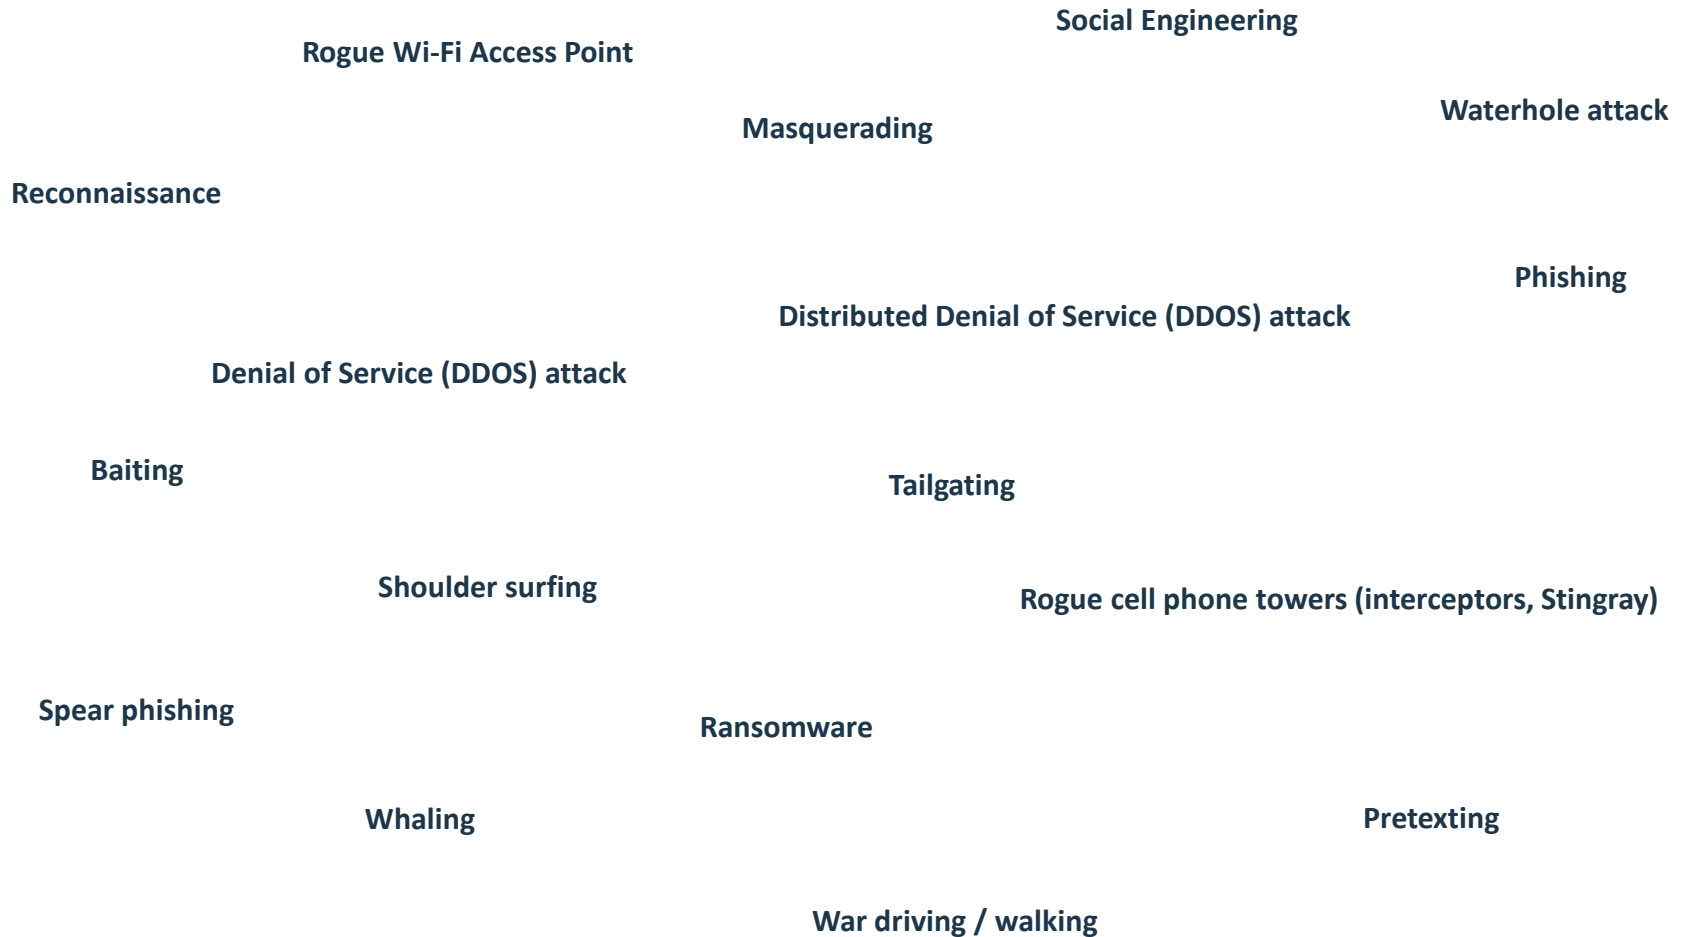 Social Engineering
Rogue Wi-Fi Access Point
Waterhole attack
Masquerading
Reconnaissance
Phishing
Distributed Denial of Service (DDOS) attack
Denial of Service (DDOS) attack
Baiting
Tailgating
Shoulder surfing
Rogue cell phone towers (interceptors, Stingray)
Spear phishing
Ransomware
Whaling
Pretexting
War driving / walking